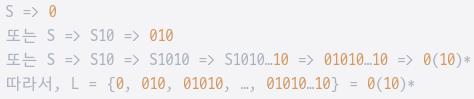 S => 0
또는 S => S10 => 010
또는 S => S10 => S1010 => S1010…10 => 01010…10 => 0(10)*
따라서, L = {0, 010, 01010, …, 01010…10} = 0(10)*